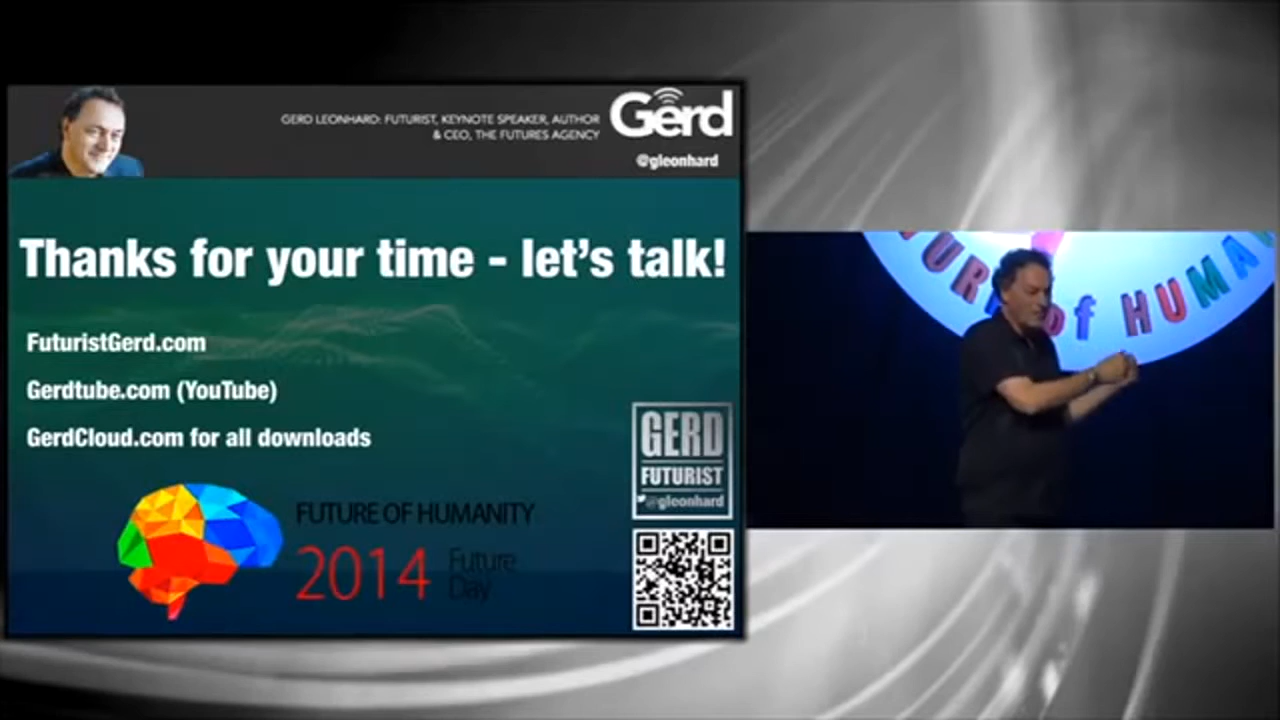 GERD LEONHARD: FUTURIST, KEYNOTE SPEAKER, AUTHOR
& CEO, THE FUTURES AGENCY
Gerd
@gleonhard
Thanks for your time - let's talk!
FuturistGerd.com
Gerdtube.com (YouTube)
GerdCloud.com for all downloads
GERD
FUTURIST
@gleonhard
FUTURE OF HUMANITY
2014 Future
Day
of HUMA